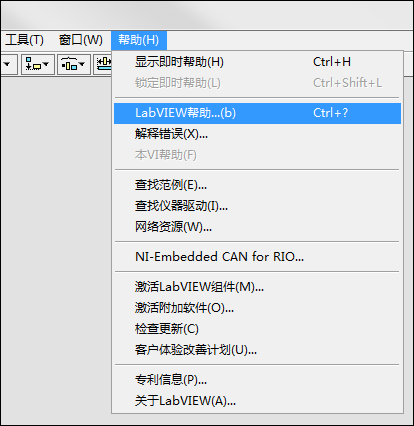 工具(T) 窗口(W) 帮助(H)
显示即时帮助(H) Ctrl+H
锁定即时帮助(L) Ctrl+Shift+L
LabVIEW帮助...(b) Ctrl+?
解释错误(X)...
本VI帮助(F)
查找范例(E)...
查找仪器驱动(I)...
网络资源(W)...
NI-Embedded CAN for RIO...
激活LabVIEW组件(M)...
激活附加软件(O)...
检查更新(C)
客户体验改善计划(U)...
专利信息(P)...
关于LabVIEW(A)...